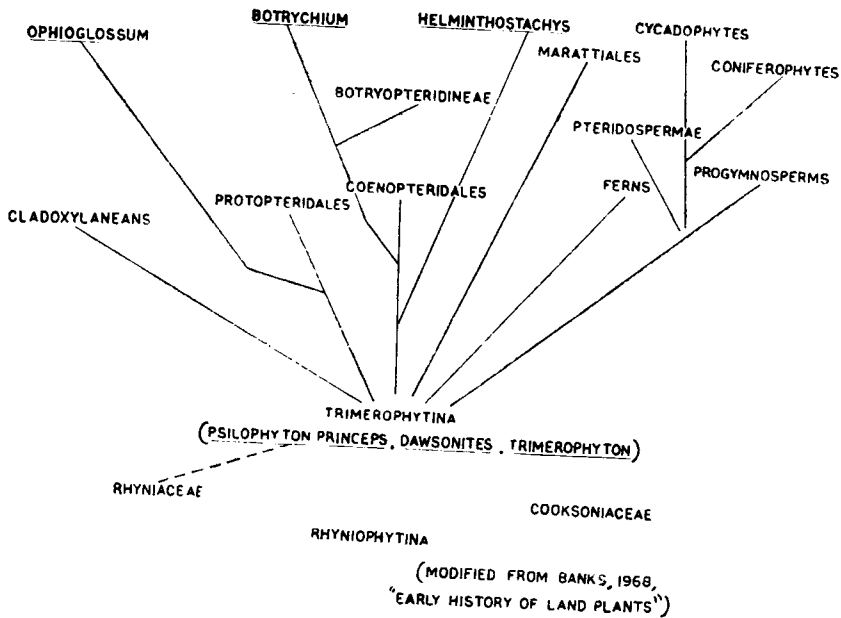 OPHIOGLOSSUM
BOTRYCHIUM
HELMINTHOSTACHYS
CYCADOPHYTES
MARATTIALES
CONIFEROPHYTES
BOTRYOPTERIDINEAE
PTERIDOSPERMAE
COENOPTERIDALES
FERNS
PROGYMNOSPERMS
PROTOPTERIDALES
CLADOXYLANEANS
TRIMEROPHYTINA
(PSILOPHYTON PRINCEPS, DAWSONITES, TRIMEROPHYTON)
RHYNIACEAE
COOKSONIACEAE
RHYNIOPHYTINA
(MODIFIED FROM BANKS, 1968,
"EARLY HISTORY OF LAND PLANTS")